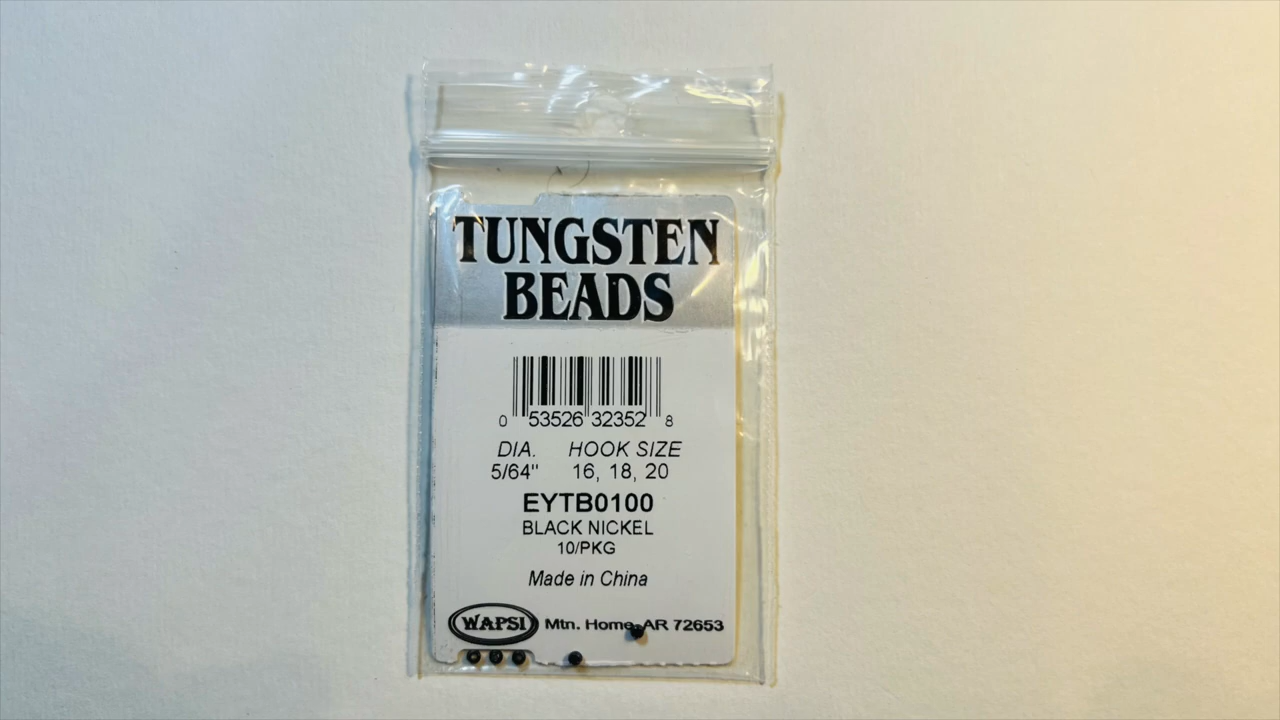 TUNGSTEN
BEADS
0 53526 32352 8
DIA. HOOK SIZE
5/64" 16, 18, 20
EYTB0100
BLACK NICKEL
10/PKG
Made in China
WAPSI Mtn. Home, AR 72653